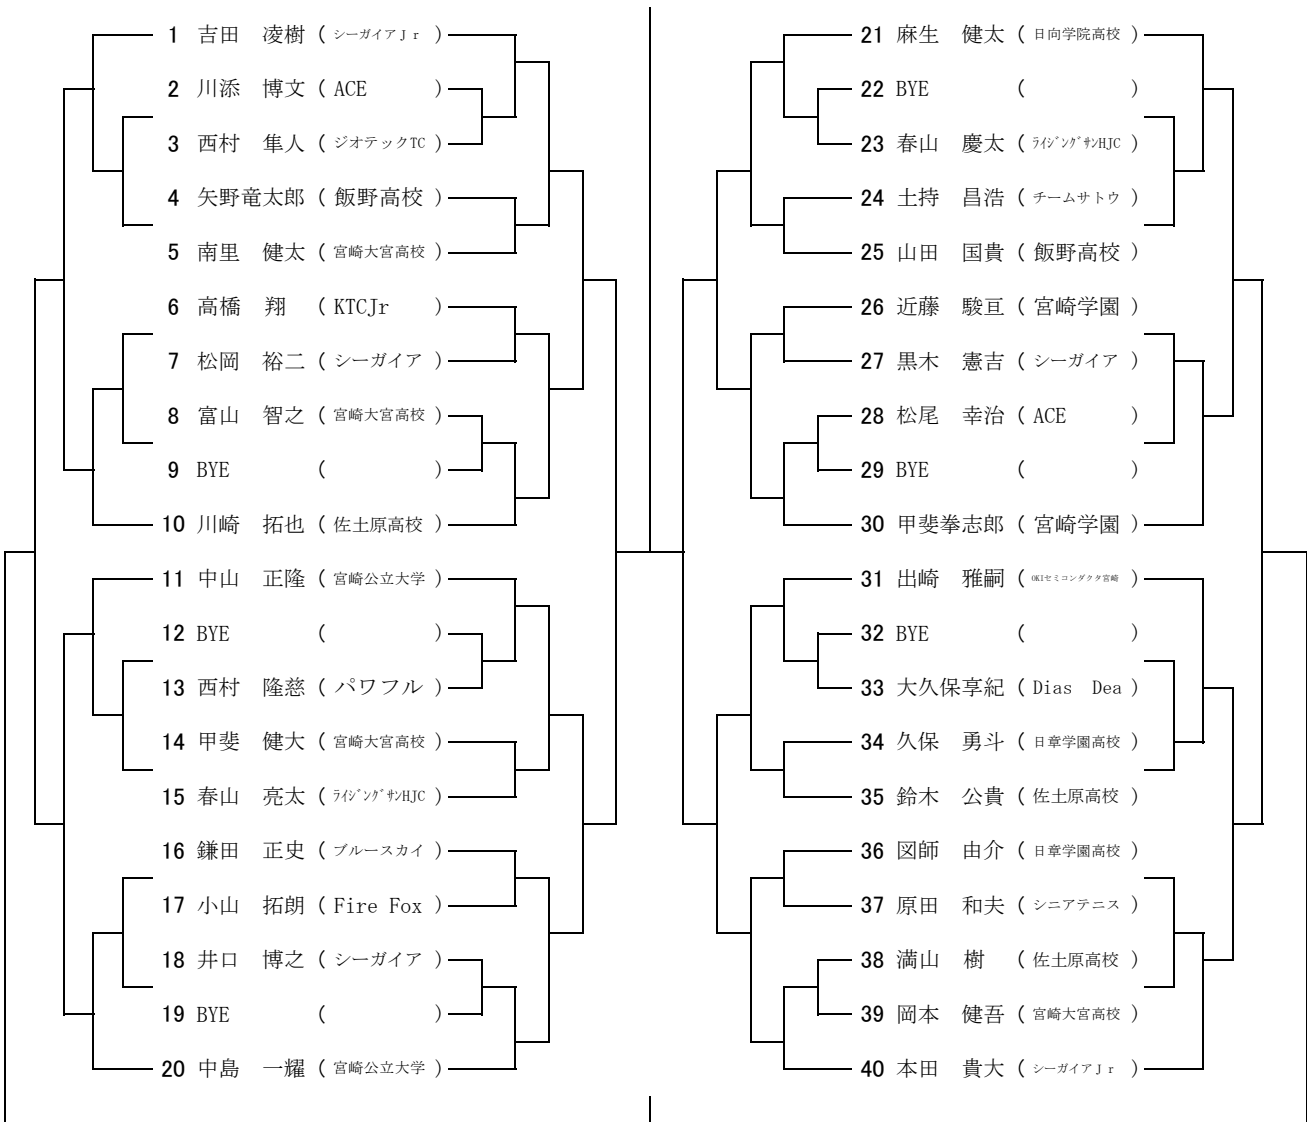 1 吉田　凌樹 ( シーガイアＪｒ )
2 川添　博文 ( ACE )
3 西村　隼人 ( ジオテックTC )
4 矢野竜太郎 ( 飯野高校 )
5 南里　健太 ( 宮崎大宮高校 )
6 高橋　翔 ( KTCJr )
7 松岡　裕二 ( シーガイア )
8 富山　智之 ( 宮崎大宮高校 )
9 BYE ( )
10 川崎　拓也 ( 佐土原高校 )
11 中山　正隆 ( 宮崎公立大学 )
12 BYE ( )
13 西村　隆慈 ( パワフル )
14 甲斐　健大 ( 宮崎大宮高校 )
15 春山　亮太 ( ﾗｲｼﾞﾝｸﾞｻﾝHJC )
16 鎌田　正史 ( ブルースカイ )
17 小山　拓朗 ( Fire Fox )
18 井口　博之 ( シーガイア )
19 BYE ( )
20 中島　一耀 ( 宮崎公立大学 )
21 麻生　健太 ( 日向学院高校 )
22 BYE ( )
23 春山　慶太 ( ﾗｲｼﾞﾝｸﾞｻﾝHJC )
24 土持　昌浩 ( チームサトウ )
25 山田　国貴 ( 飯野高校 )
26 近藤　駿亘 ( 宮崎学園 )
27 黒木　憲吉 ( シーガイア )
28 松尾　幸治 ( ACE )
29 BYE ( )
30 甲斐拳志郎 ( 宮崎学園 )
31 出崎　雅嗣 ( OKIセミコンダクタ宮崎 )
32 BYE ( )
33 大久保享紀 ( Dias　Dea )
34 久保　勇斗 ( 日章学園高校 )
35 鈴木　公貴 ( 佐土原高校 )
36 図師　由介 ( 日章学園高校 )
37 原田　和夫 ( シニアテニス )
38 満山　樹 ( 佐土原高校 )
39 岡本　健吾 ( 宮崎大宮高校 )
40 本田　貴大 ( シーガイアＪｒ )